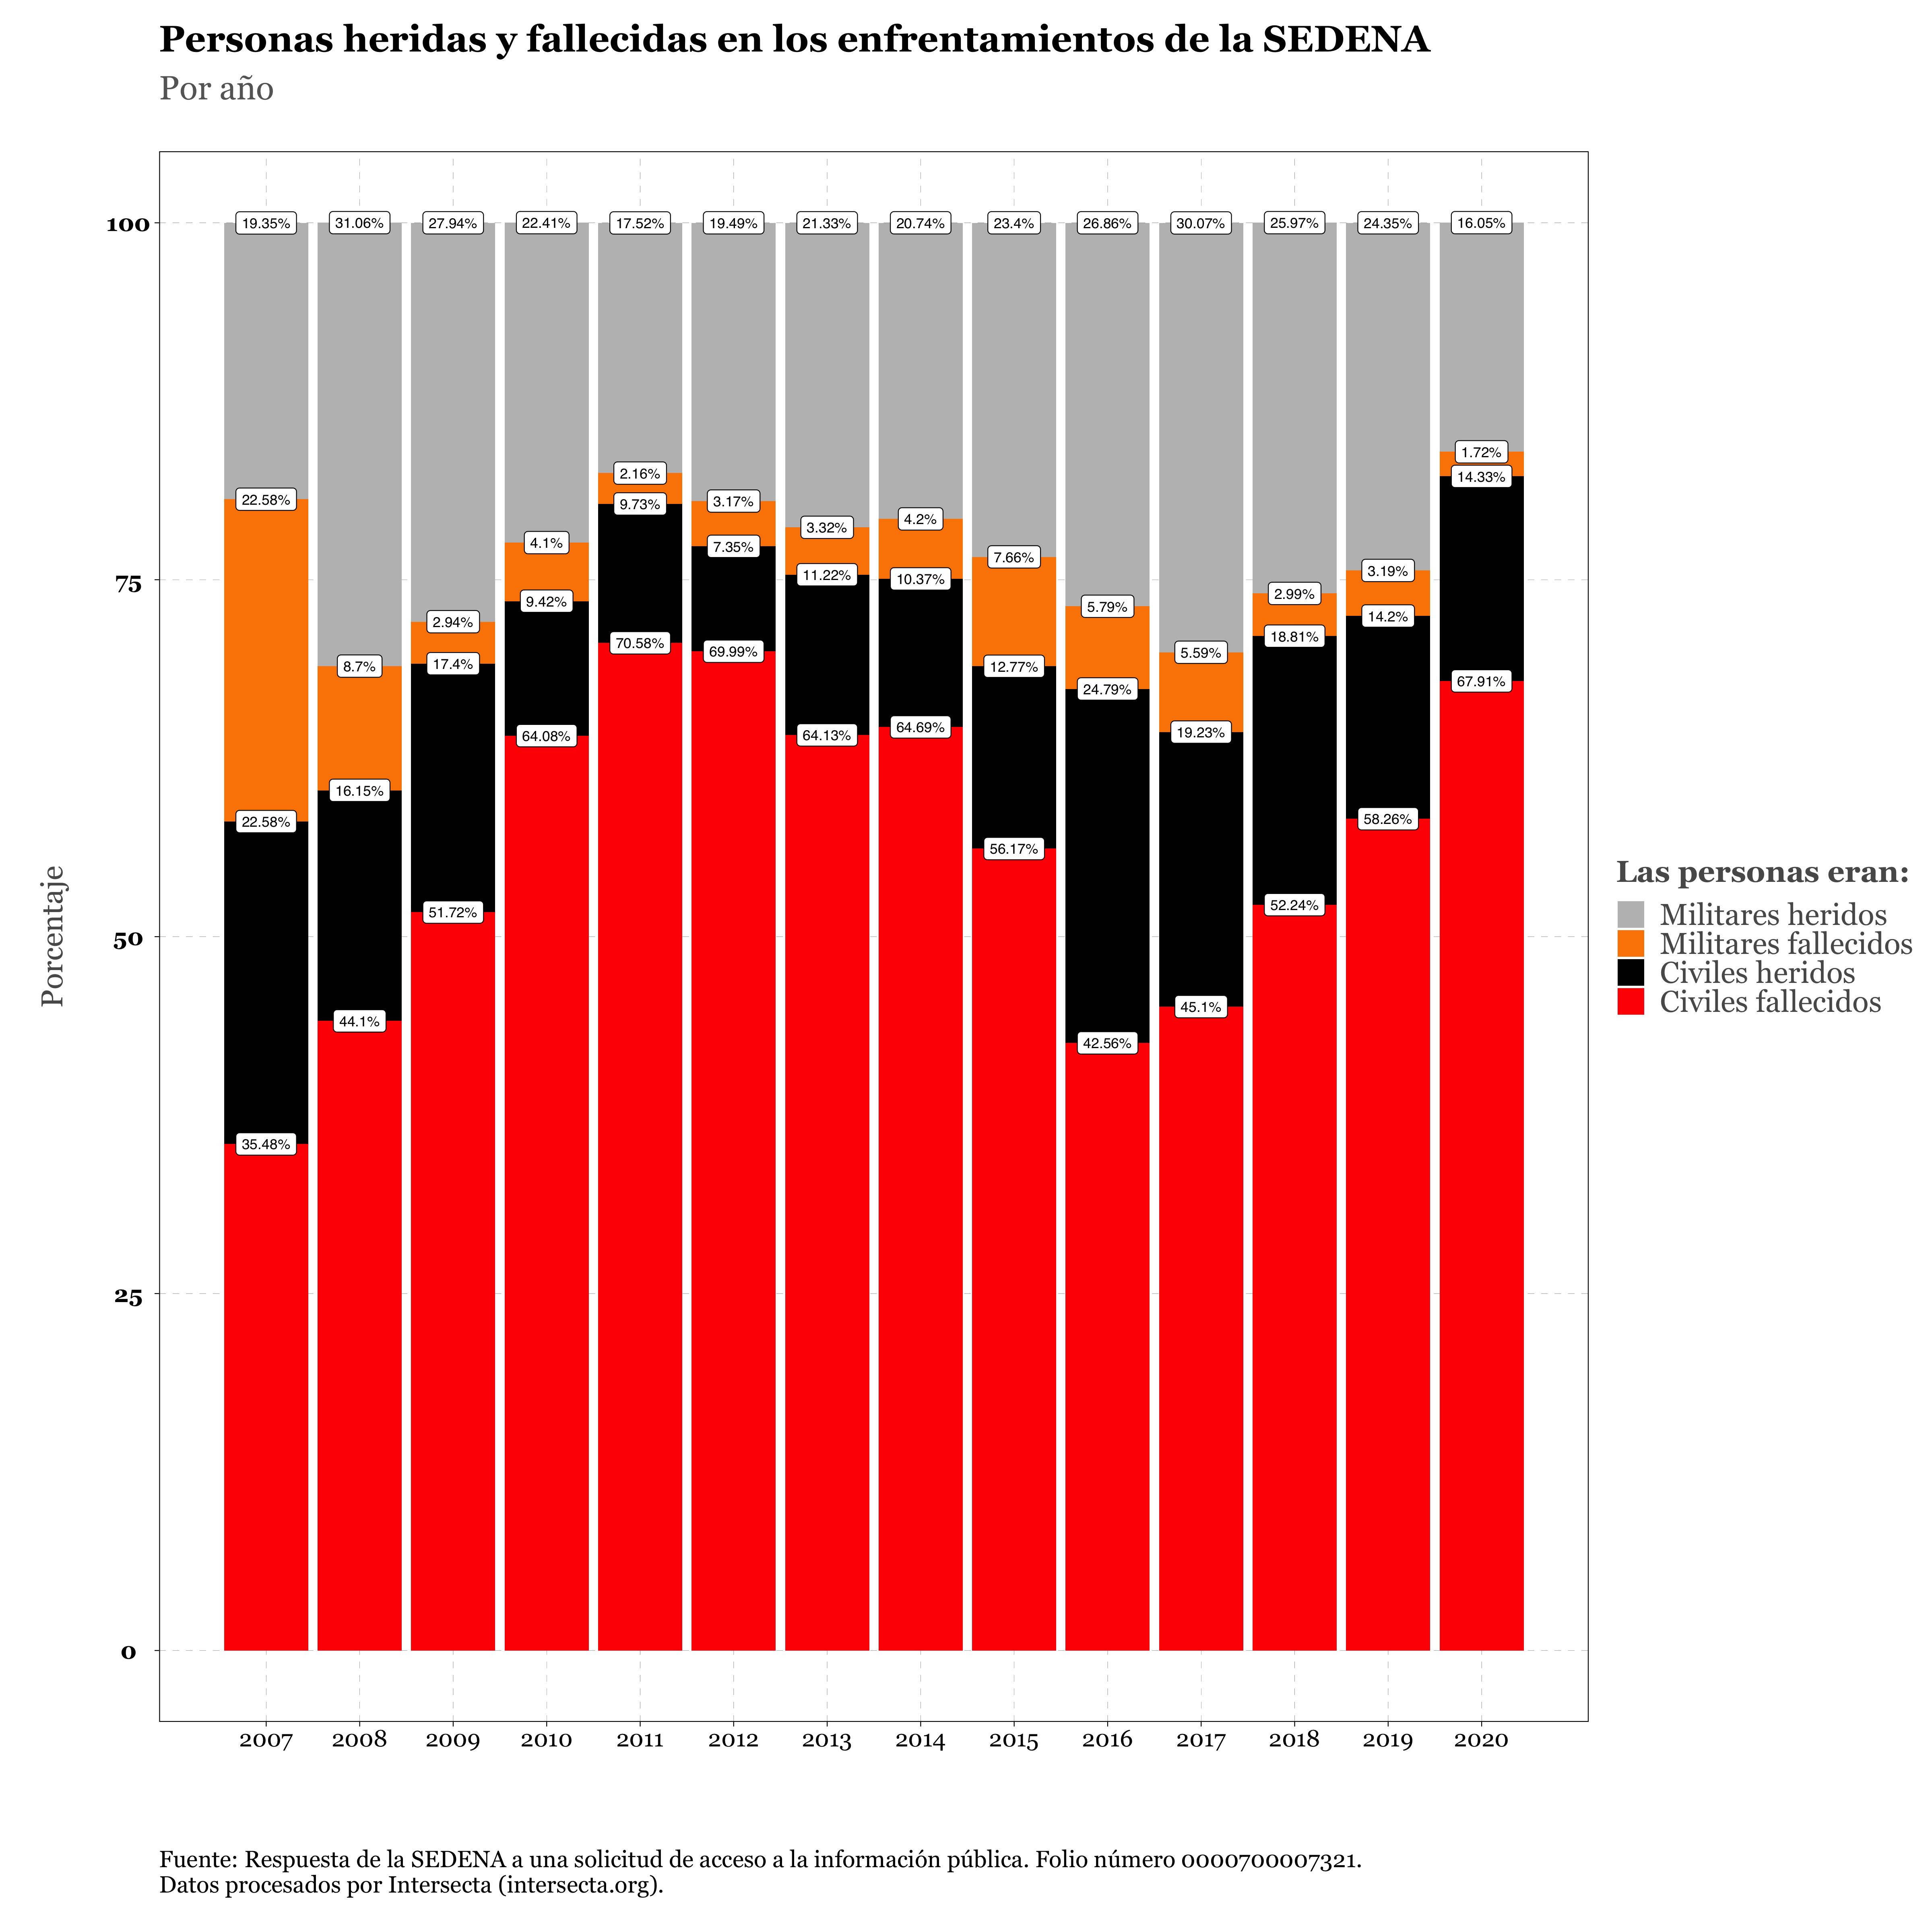 Personas heridas y fallecidas en los enfrentamientos de la SEDENA
Por año
19.35% 31.06% 27.94% 22.41% 17.52% 19.49% 21.33% 20.74% 23.4% 26.86% 30.07% 25.97% 24.35% 16.05%
22.58% 8.7% 2.94% 4.1% 2.16% 3.17% 3.32% 4.2% 7.66% 5.79% 5.59% 2.99% 3.19% 1.72%
22.58% 16.15% 17.4% 9.42% 9.73% 7.35% 11.22% 10.37% 12.77% 24.79% 19.23% 18.81% 14.2% 14.33%
35.48% 44.1% 51.72% 64.08% 70.58% 69.99% 64.13% 64.69% 56.17% 42.56% 45.1% 52.24% 58.26% 67.91%
100
75
50
25
0
Porcentaje
2007 2008 2009 2010 2011 2012 2013 2014 2015 2016 2017 2018 2019 2020
Las personas eran:
Militares heridos
Militares fallecidos
Civiles heridos
Civiles fallecidos
Fuente: Respuesta de la SEDENA a una solicitud de acceso a la información pública. Folio número 0000700007321.
Datos procesados por Intersecta (intersecta.org).